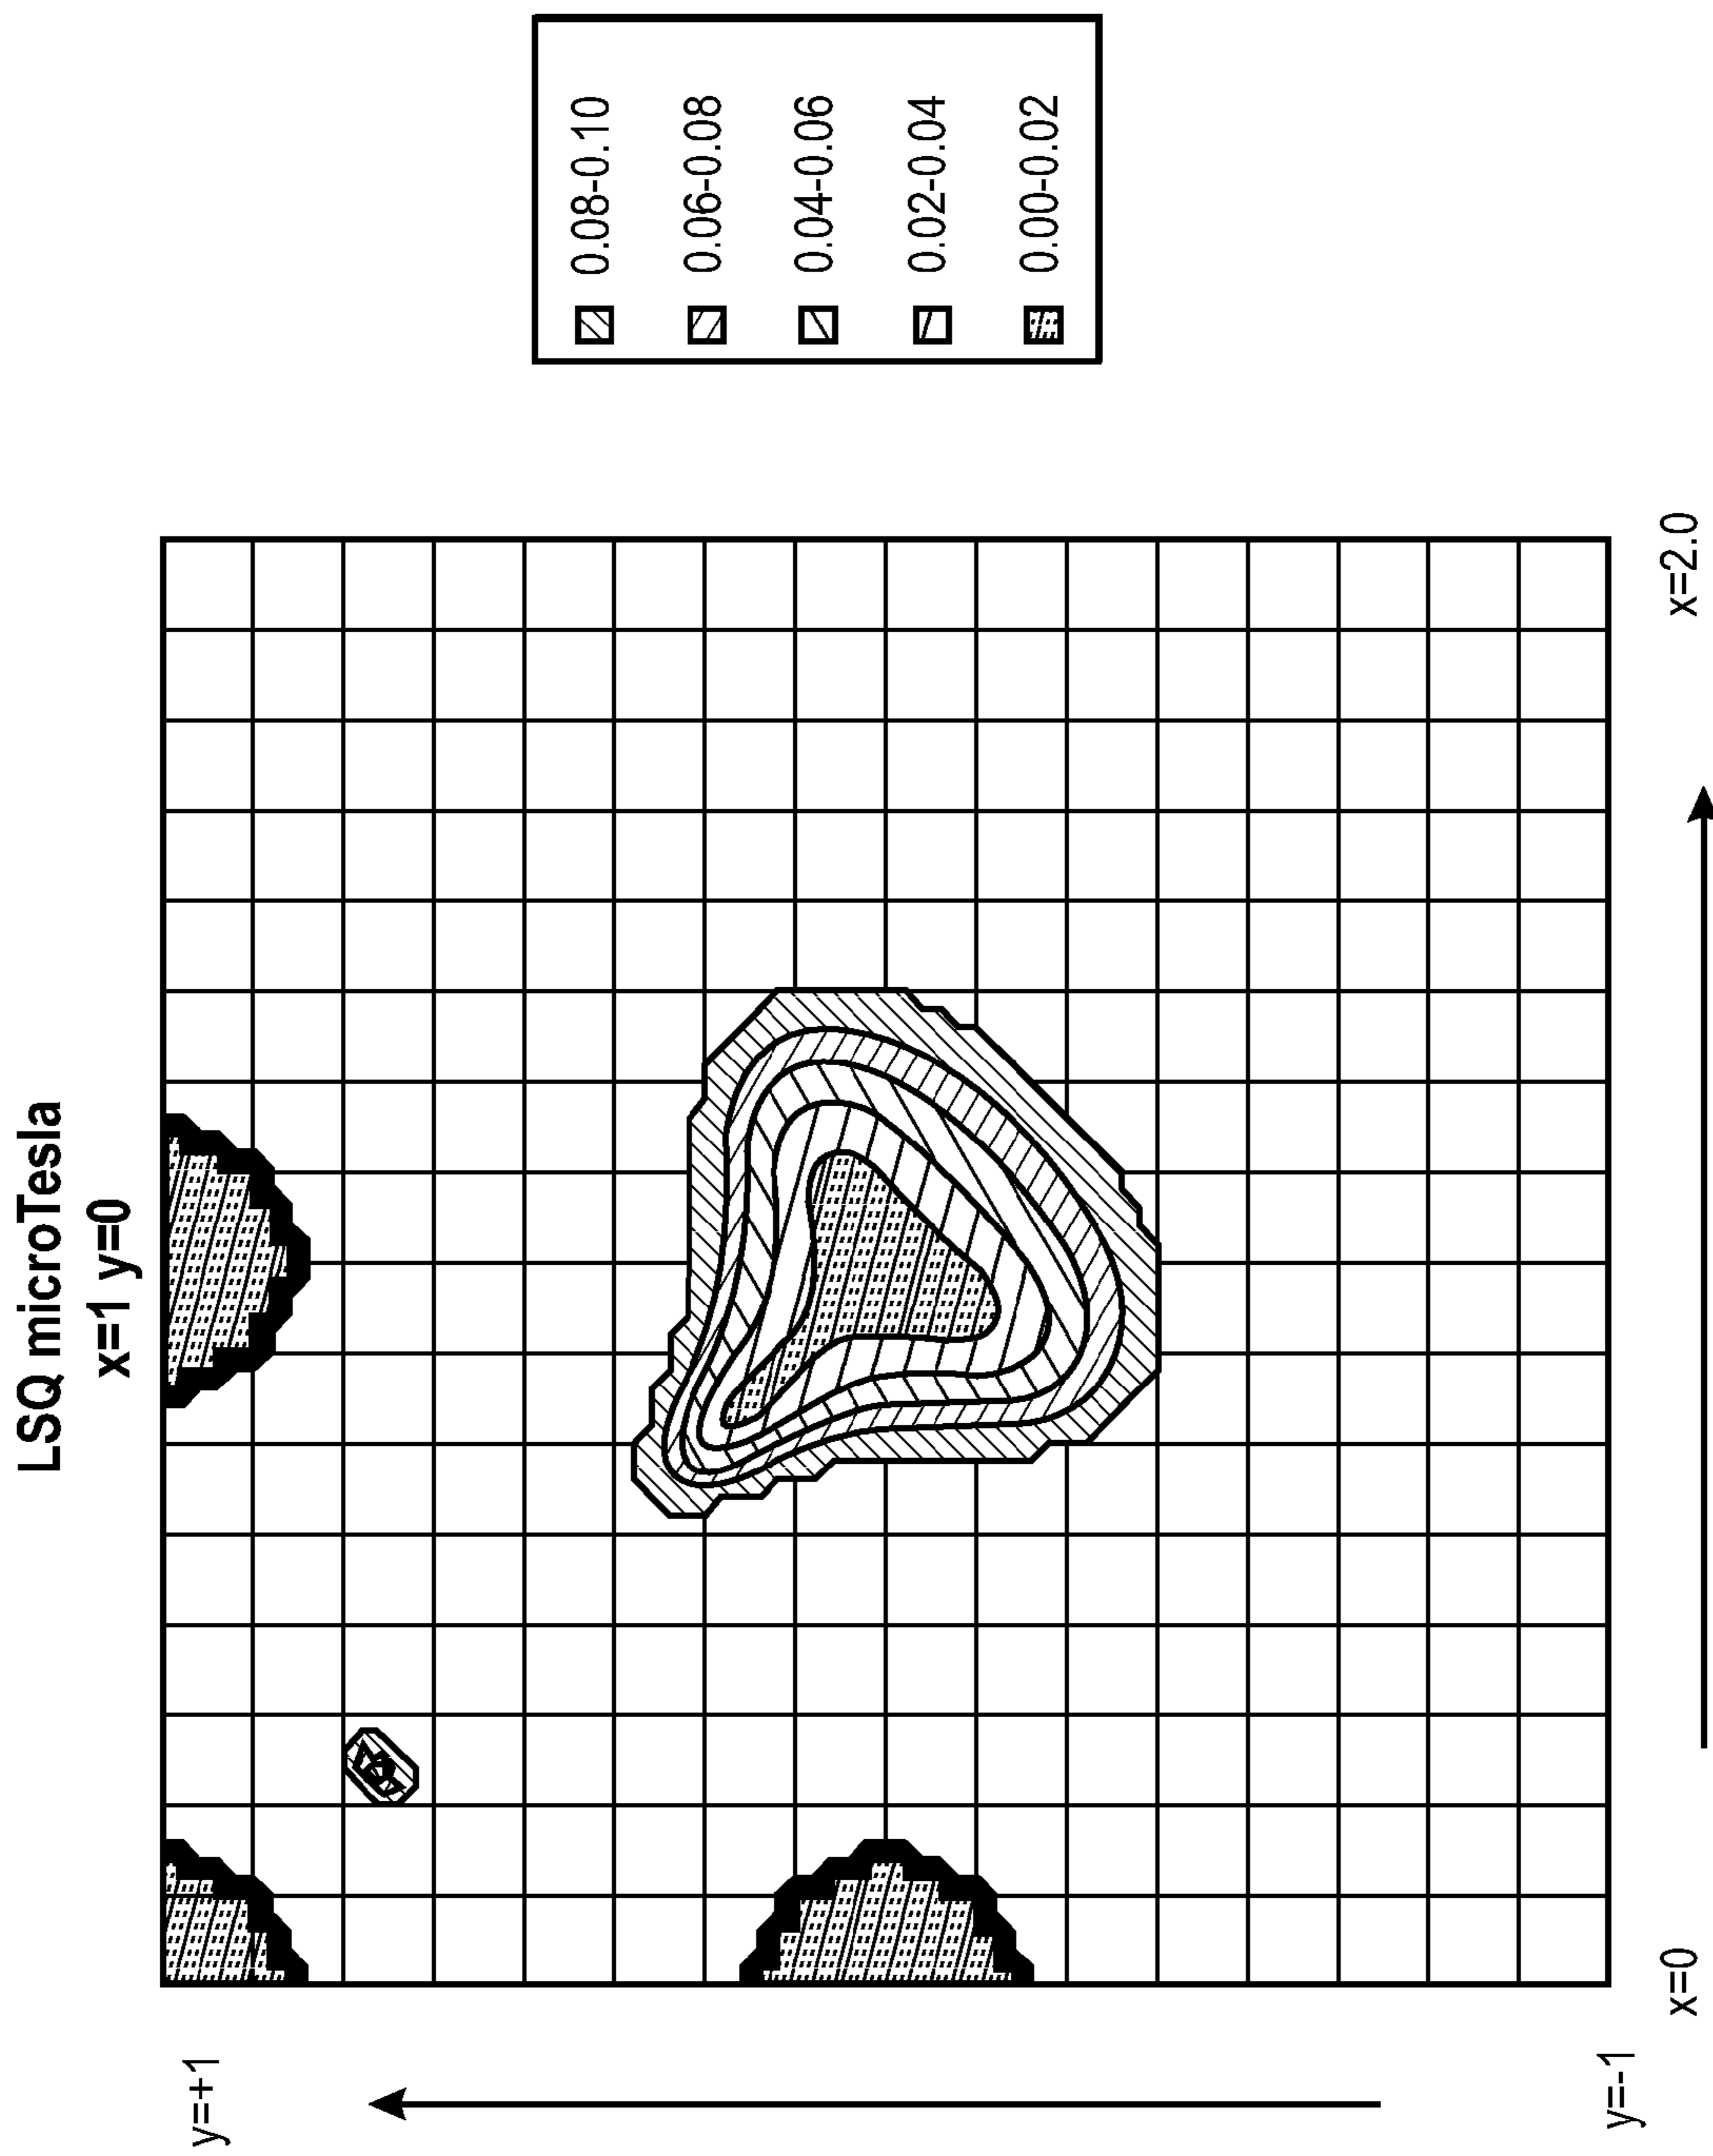 LSQ microTesla
x=1 y=0
y=+1
y=-1
x=0
x=2.0
0.08-0.10
0.06-0.08
0.04-0.06
0.02-0.04
0.00-0.02